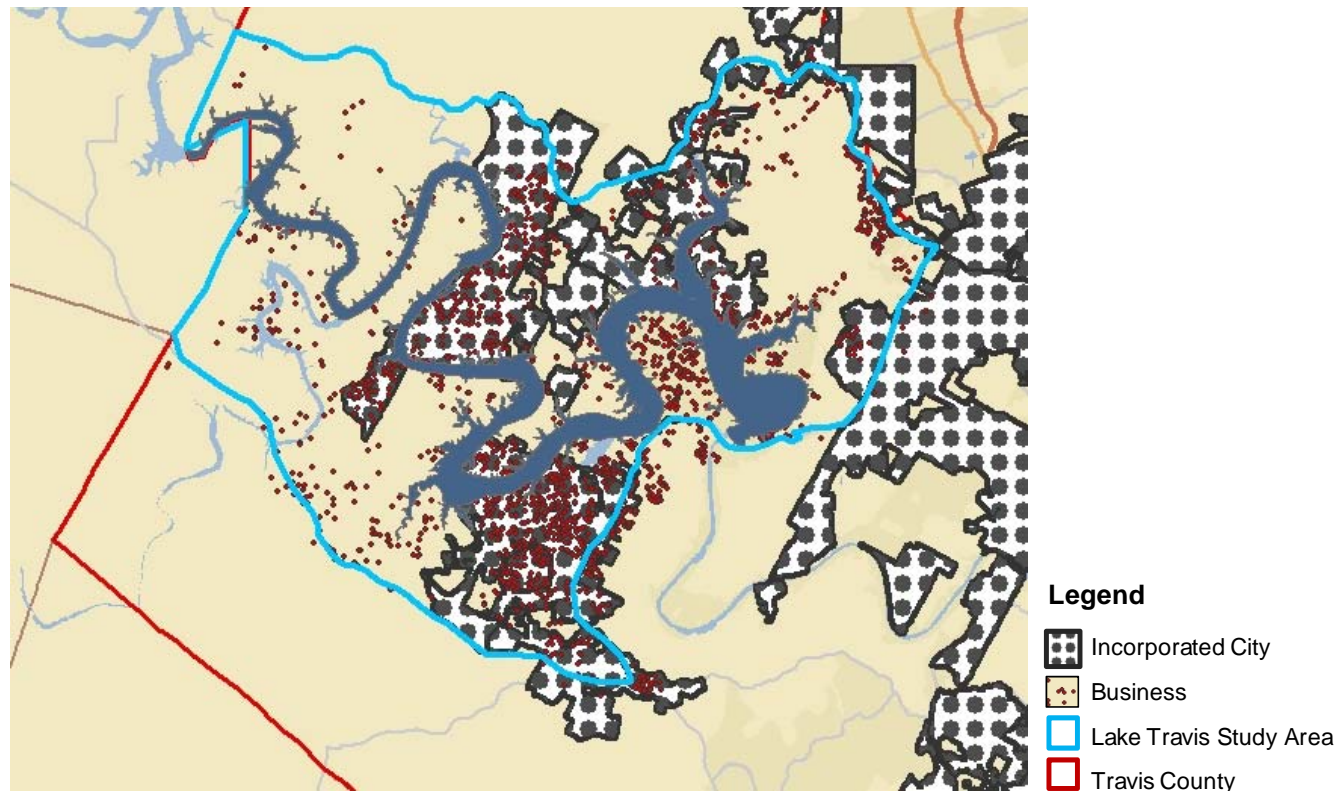 Legend
Incorporated City
Business
Lake Travis Study Area
Travis County